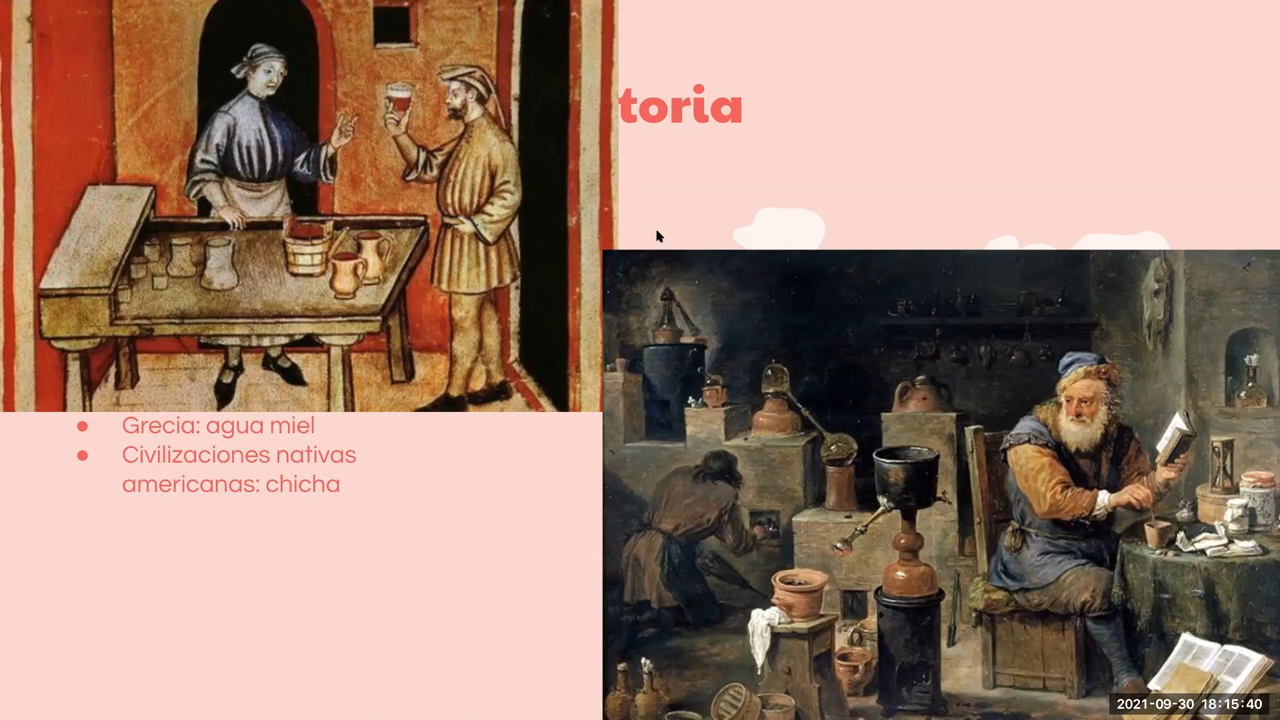 toria
Grecia: agua miel
Civilizaciones nativas
americanas: chicha
2021-09-30 18:15:40